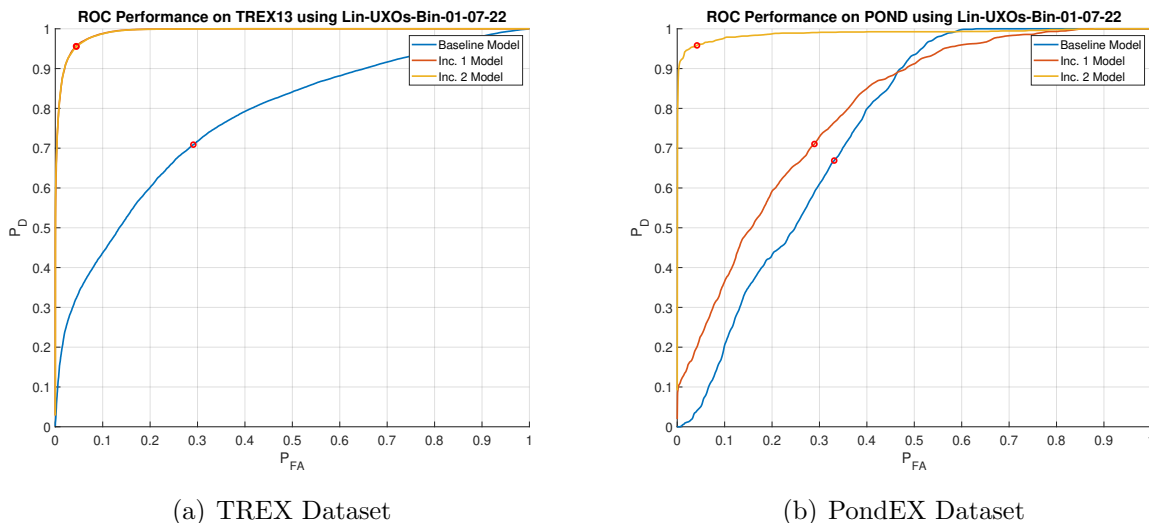 ROC Performance on TREX13 using Lin-UXOs-Bin-01-07-22
1
0.9
0.8
0.7
0.6
0.5
0.4
0.3
0.2
0.1
0
P_D
0 0.1 0.2 0.3 0.4 0.5 0.6 0.7 0.8 0.9 1
P_FA
Baseline Model
Inc. 1 Model
Inc. 2 Model
(a) TREX Dataset
ROC Performance on POND using Lin-UXOs-Bin-01-07-22
1
0.9
0.8
0.7
0.6
0.5
0.4
0.3
0.2
0.1
0
P_D
0 0.1 0.2 0.3 0.4 0.5 0.6 0.7 0.8 0.9 1
P_FA
Baseline Model
Inc. 1 Model
Inc. 2 Model
(b) PondEX Dataset